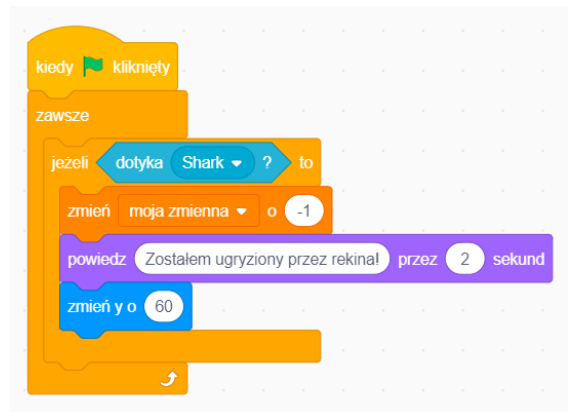 kiedy kliknięty
zawsze
jeżeli dotyka Shark ? to
zmień moja zmienna o -1
powiedz Zostałem ugryziony przez rekina! przez 2 sekund
zmień y o 60